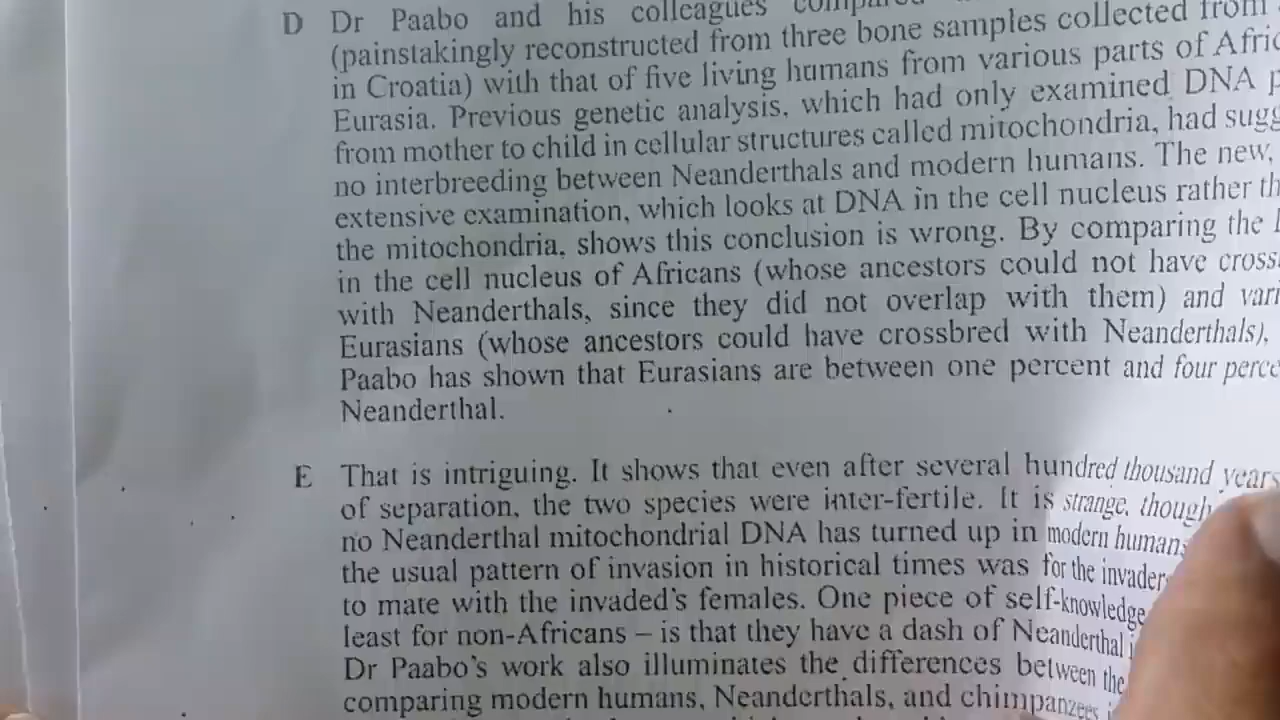 D Dr Paabo and his colleagues
(painstakingly reconstructed from three bone samples collected from
in Croatia) with that of five living humans from various parts of
Eurasia. Previous genetic analysis, which had only examined DNA
from mother to child in cellular structures called mitochondria, had
no interbreeding between Neanderthals and modern humans. The new,
extensive examination, which looks at DNA in the cell nucleus rather
the mitochondria, shows this conclusion is wrong. By comparing the
in the cell nucleus of Africans (whose ancestors could not have
with Neanderthals, since they did not overlap with them) and
Eurasians (whose ancestors could have crossbred with Neanderthals),
Paabo has shown that Eurasians are between one percent and four
Neanderthal.
E That is intriguing. It shows that even after several hundred thousand years
of separation, the two species were inter-fertile. It is strange, though
no Neanderthal mitochondrial DNA has turned up in modern
the usual pattern of invasion in historical times was for the
to mate with the invaded's females. One piece of self-knowledge
least for non-Africans – is that they have a dash of Neanderthal
Dr Paabo's work also illuminates the differences between the
comparing modern humans, Neanderthals, and chimpanzees